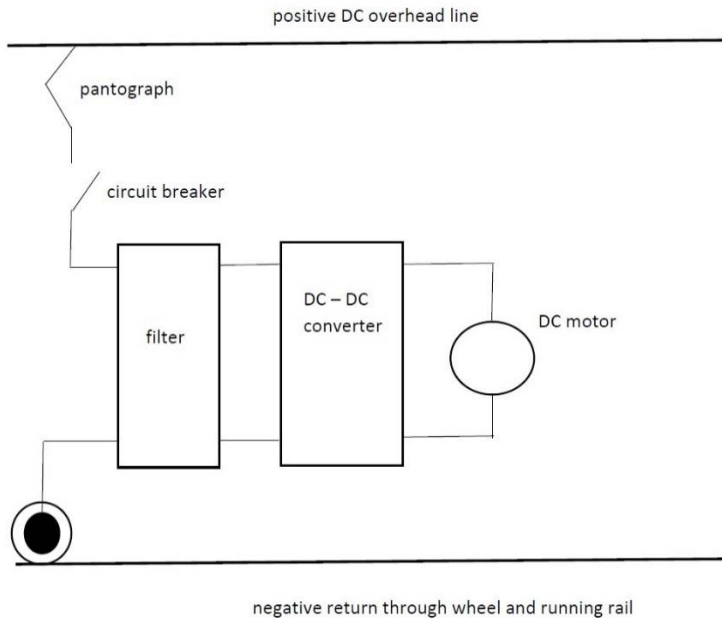 positive DC overhead line
pantograph
circuit breaker
filter
DC – DC
converter
DC motor
negative return through wheel and running rail